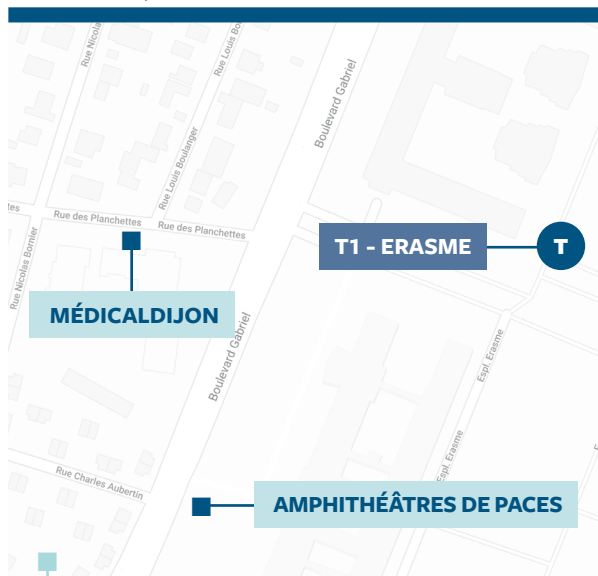 Rue Nicolas
Rue Louis Bo
Boulevard Gabriel
Rue Louis Boulanger
Rue des Planchettes
Rue des Planchettes
T1 - ERASME
T
Rue Nicolas Bornier
MÉDICALDIJON
Boulevard Gabriel
Espl. Erasme
Espl. Erasme
Rue Charles Aubertin
AMPHITHÉÂTRES DE PACES